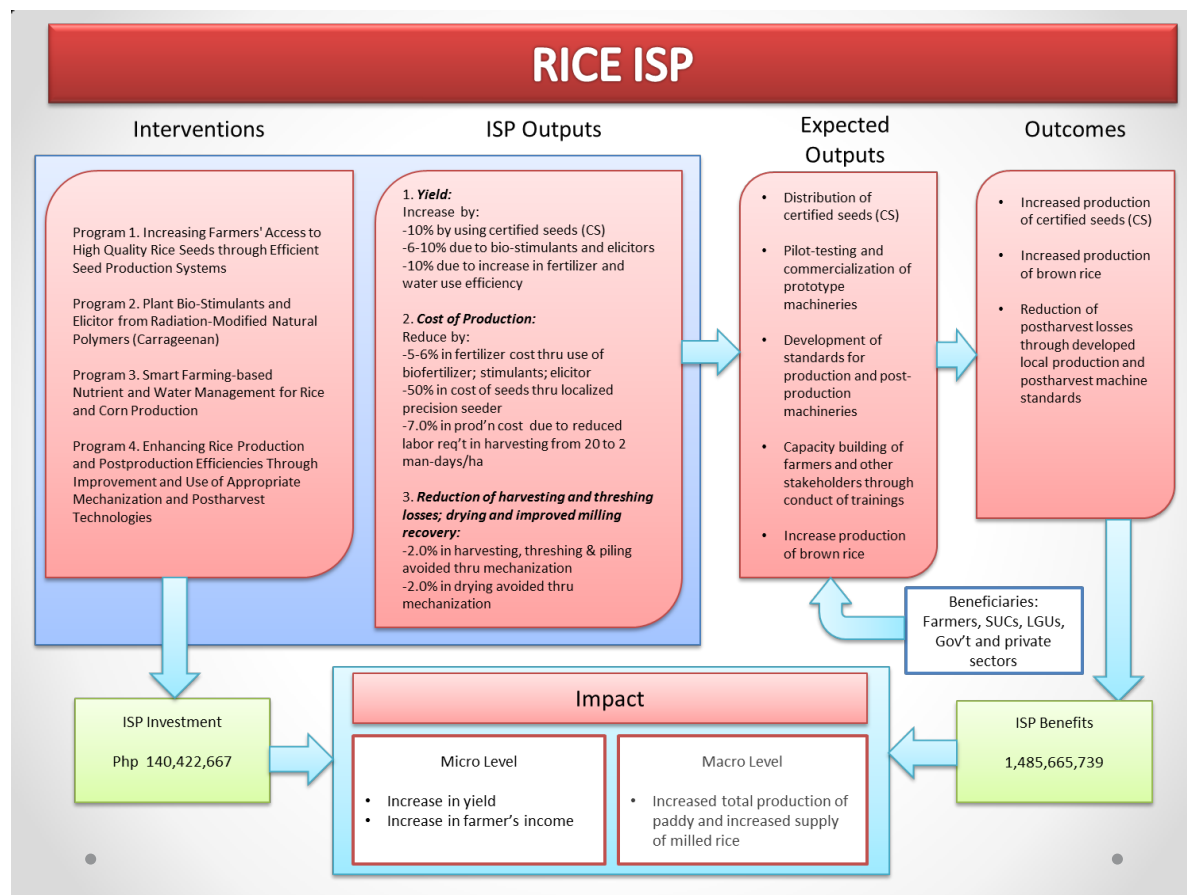 RICE ISP
Interventions
ISP Outputs
Expected
Outputs
Outcomes
Program 1. Increasing Farmers' Access to
High Quality Rice Seeds through Efficient
Seed Production Systems
Program 2. Plant Bio-Stimulants and
Elicitor from Radiation-Modified Natural
Polymers (Carrageenan)
Program 3. Smart Farming-based
Nutrient and Water Management for Rice
and Corn Production
Program 4. Enhancing Rice Production
and Postproduction Efficiencies Through
Improvement and Use of Appropriate
Mechanization and Postharvest
Technologies
1. Yield:
Increase by:
-10% by using certified seeds (CS)
-6-10% due to bio-stimulants and elicitors
-10% due to increase in fertilizer and
water use efficiency
2. Cost of Production:
Reduce by:
-5-6% in fertilizer cost thru use of
biofertilizer; stimulants; elicitor
-50% in cost of seeds thru localized
precision seeder
-7.0% in prod'n cost due to reduced
labor req't in harvesting from 20 to 2
man-days/ha
3. Reduction of harvesting and threshing
losses; drying and improved milling
recovery:
-2.0% in harvesting, threshing & piling
avoided thru mechanization
-2.0% in drying avoided thru
mechanization
• Distribution of
certified seeds (CS)
• Pilot-testing and
commercialization of
prototype
machineries
• Development of
standards for
production and post-
production
machineries
• Capacity building of
farmers and other
stakeholders through
conduct of trainings
• Increase production
of brown rice
• Increased production
of certified seeds (CS)
• Increased production
of brown rice
• Reduction of
postharvest losses
through developed
local production and
postharvest machine
standards
Beneficiaries:
Farmers, SUCs, LGUs,
Gov't and private
sectors
ISP Investment
Php 140,422,667
Impact
Micro Level
• Increase in yield
• Increase in farmer's income
Macro Level
• Increased total production of
paddy and increased supply
of milled rice
ISP Benefits
1,485,665,739